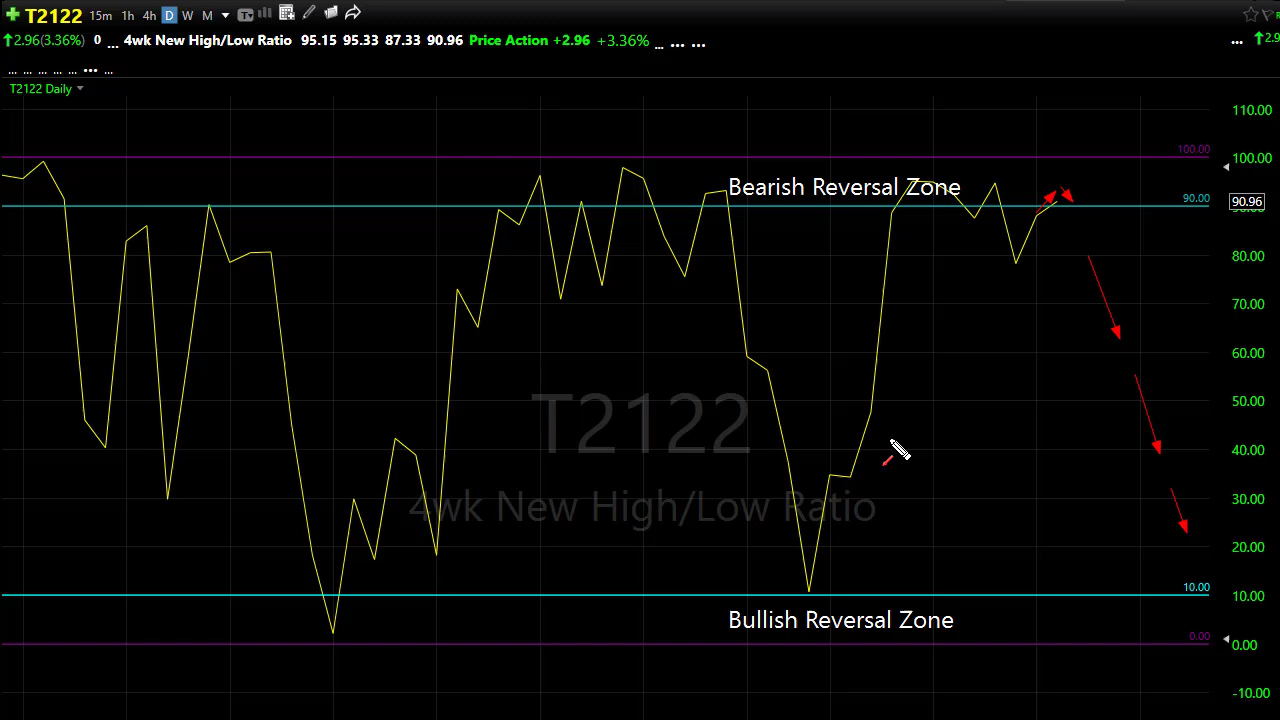 T2122 15m 1h 4h D W M
2.96(3.36%) 0 ... 4wk New High/Low Ratio 95.15 95.33 87.33 90.96 Price Action +2.96 +3.36% ... ... ... ... 2.9
... ... ... ... ... ... ...
T2122 Daily
110.00
100.00
100.00
Bearish Reversal Zone
90.00
90.96
80.00
70.00
60.00
50.00
T2122
40.00
4wk New High/Low Ratio
30.00
20.00
10.00
10.00
Bullish Reversal Zone
0.00
0.00
-10.00